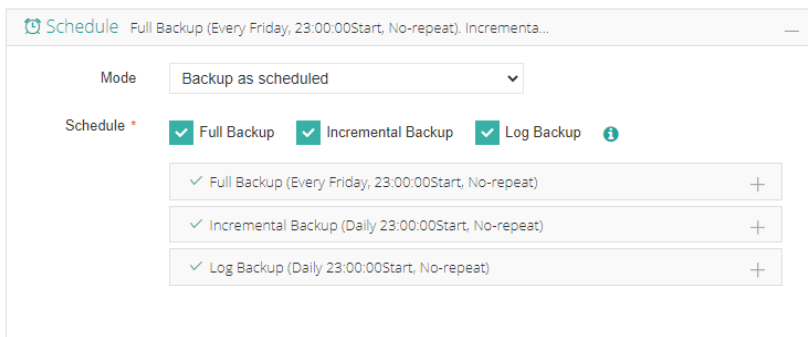 Schedule Full Backup (Every Friday, 23:00:00Start, No-repeat). Incrementa...
Mode Backup as scheduled
Schedule * Full Backup Incremental Backup Log Backup
Full Backup (Every Friday, 23:00:00Start, No-repeat)
Incremental Backup (Daily 23:00:00Start, No-repeat)
Log Backup (Daily 23:00:00Start, No-repeat)